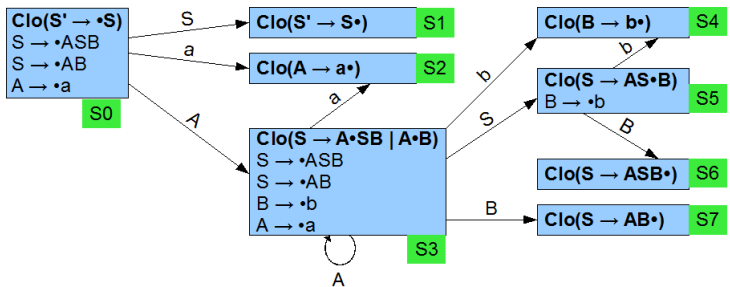 Clo(S' → •S)
S → •ASB
S → •AB
A → •a
S0
S
a
A
Clo(S' → S•)
S1
Clo(A → a•)
S2
a
Clo(S → A•SB | A•B)
S → •ASB
S → •AB
B → •b
A → •a
S3
A
b
S
B
Clo(B → b•)
S4
b
Clo(S → AS•B)
B → •b
S5
B
Clo(S → ASB•)
S6
Clo(S → AB•)
S7